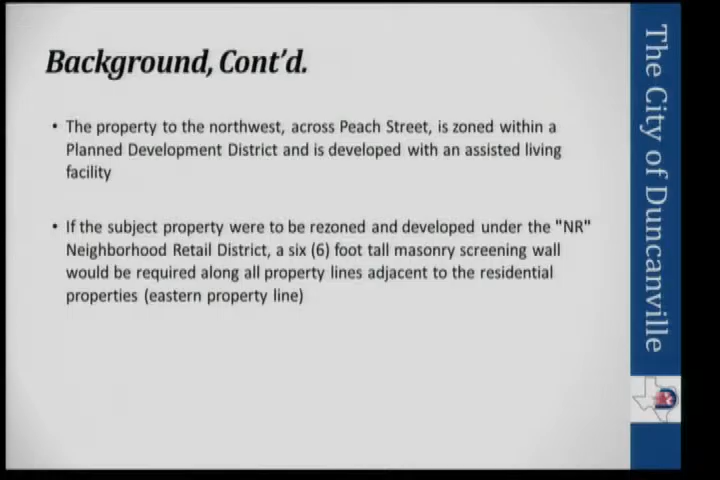 Background, Cont'd.
• The property to the northwest, across Peach Street, is zoned within a
Planned Development District and is developed with an assisted living
facility
• If the subject property were to be rezoned and developed under the "NR"
Neighborhood Retail District, a six (6) foot tall masonry screening wall
would be required along all property lines adjacent to the residential
properties (eastern property line)
The City of Duncanville